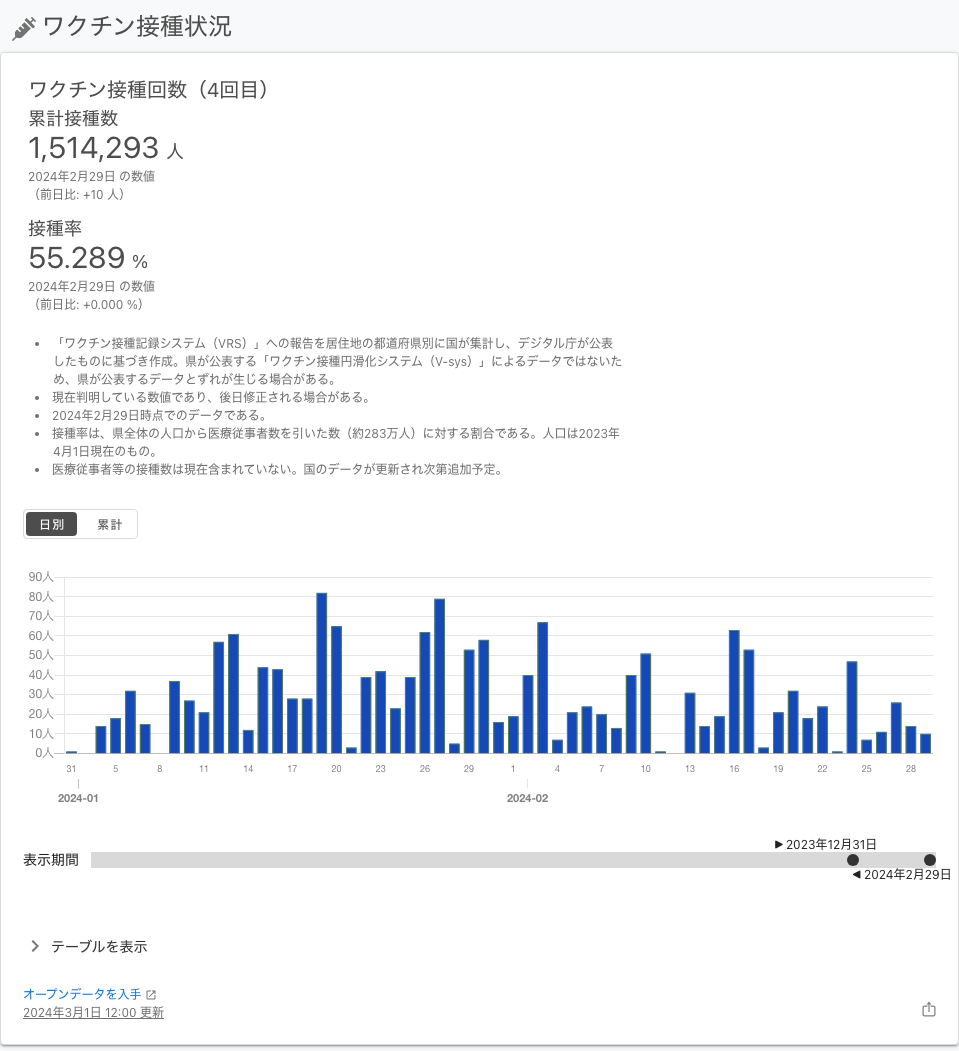 ワクチン接種状況
ワクチン接種回数（4回目）
累計接種数
1,514,293 人
2024年2月29日 の数値
（前日比: +10 人）
接種率
55.289 %
2024年2月29日 の数値
（前日比: +0.000 %）
• 「ワクチン接種記録システム（VRS）」への報告を居住地の都道府県別に国が集計し、デジタル庁が公表
したものに基づき作成。県が公表する「ワクチン接種円滑化システム（V-sys）」によるデータではないた
め、県が公表するデータとずれが生じる場合がある。
• 現在判明している数値であり、後日修正される場合がある。
• 2024年2月29日時点でのデータである。
• 接種率は、県全体の人口から医療従事者数を引いた数（約283万人）に対する割合である。人口は2023年
4月1日現在のもの。
• 医療従事者等の接種数は現在含まれていない。国のデータが更新され次第追加予定。
日別 累計
90人
80人
70人
60人
50人
40人
30人
20人
10人
0人
31 5 8 11 14 17 20 23 26 29 1 4 7 10 13 16 19 22 25 28
2024-01 2024-02
▶ 2023年12月31日
表示期間
◀ 2024年2月29日
テーブルを表示
オープンデータを入手
2024年3月1日 12:00 更新